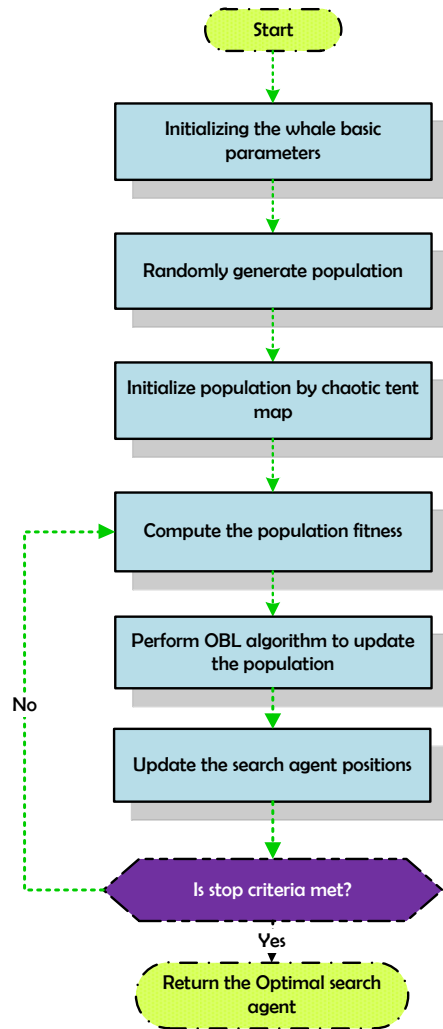 Start
Initializing the whale basic
parameters
Randomly generate population
Initialize population by chaotic tent
map
Compute the population fitness
Perform OBL algorithm to update
the population
No
Update the search agent positions
Is stop criteria met?
Yes
Return the Optimal search
agent